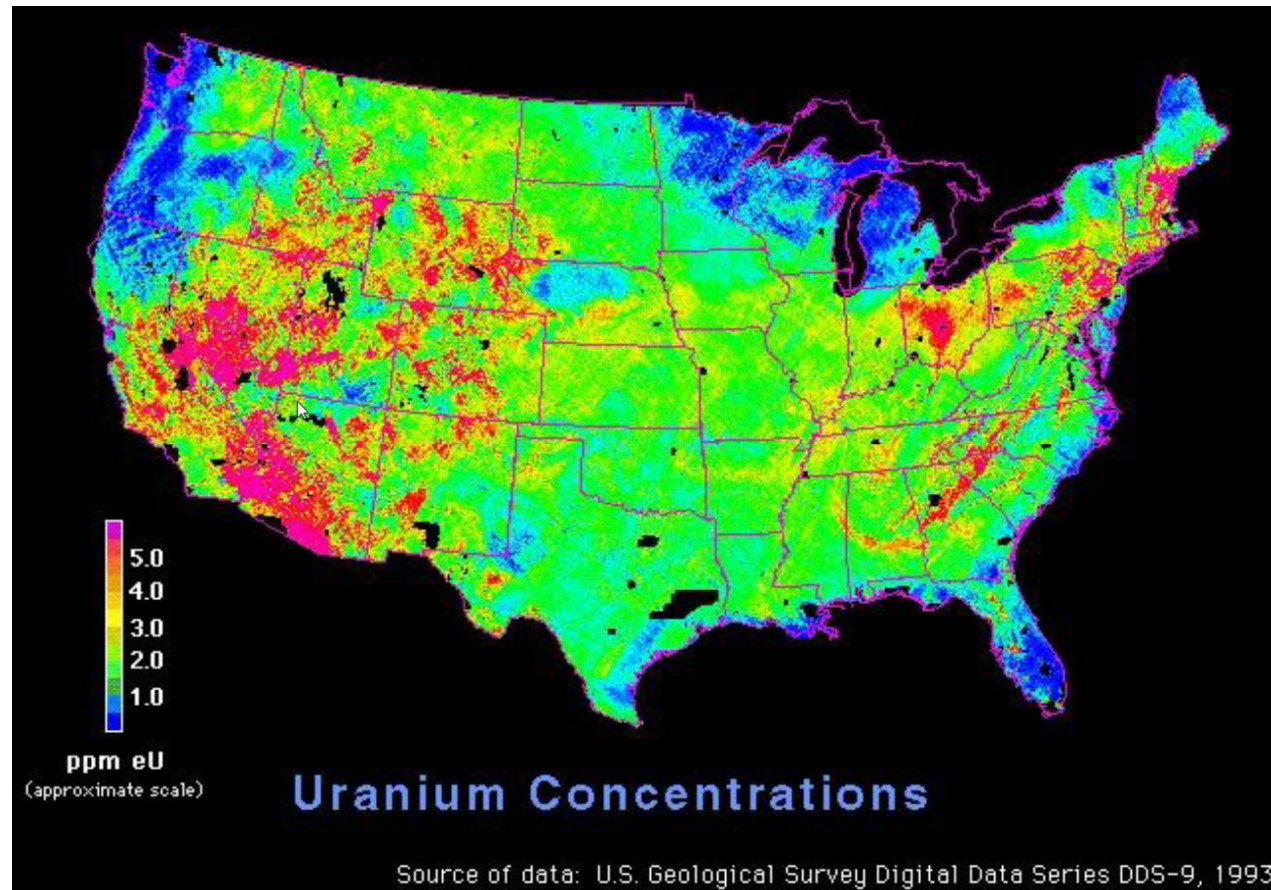 5.0
4.0
3.0
2.0
1.0
ppm eU
(approximate scale)
Uranium Concentrations
Source of data: U.S. Geological Survey Digital Data Series DDS-9, 1993